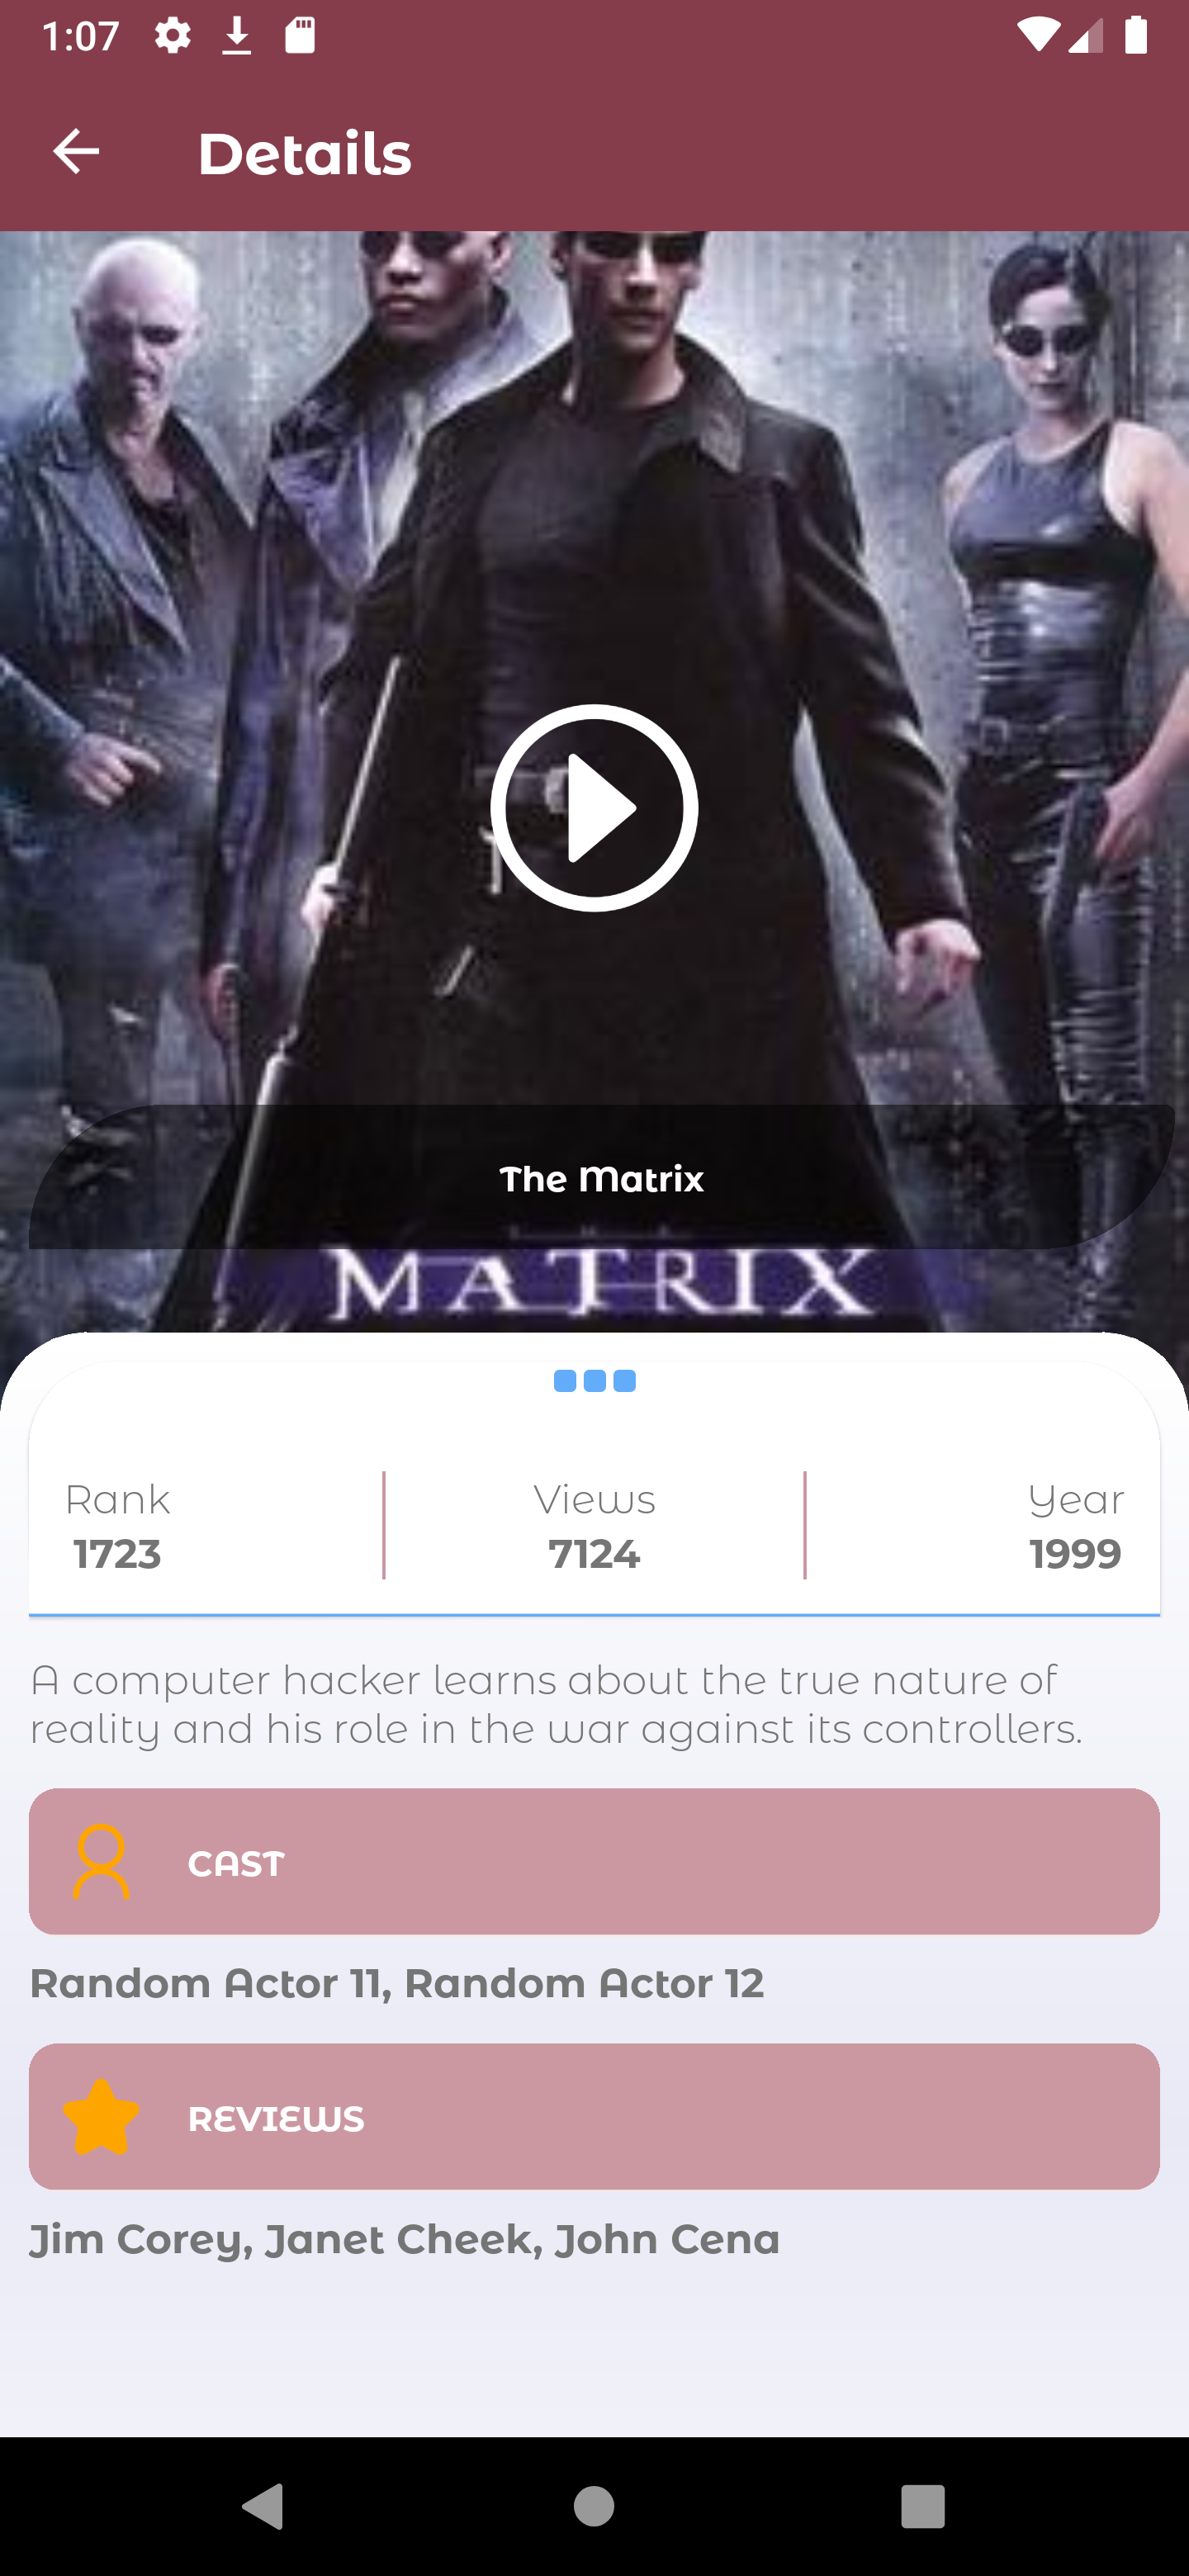 1:07
Details
The Matrix
MATRIX
Rank
1723
Views
7124
Year
1999
A computer hacker learns about the true nature of
reality and his role in the war against its controllers.
CAST
Random Actor 11, Random Actor 12
REVIEWS
Jim Corey, Janet Cheek, John Cena